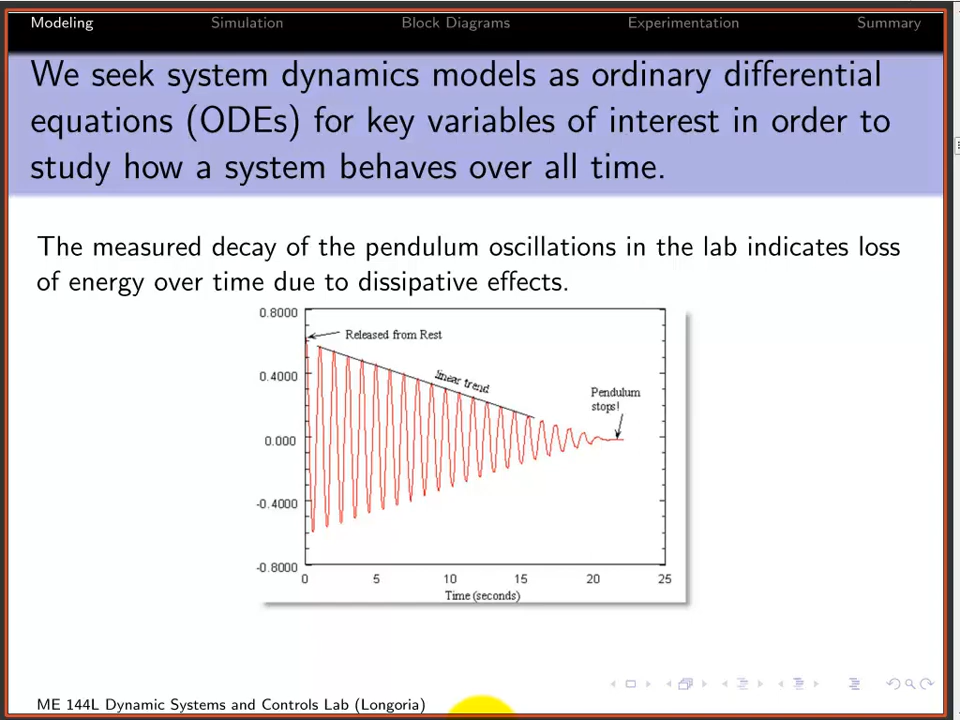 Modeling Simulation Block Diagrams Experimentation Summary
We seek system dynamics models as ordinary differential
equations (ODEs) for key variables of interest in order to
study how a system behaves over all time.
The measured decay of the pendulum oscillations in the lab indicates loss
of energy over time due to dissipative effects.
0.8000
Released from Rest
linear trend
0.4000
Pendulum
stops!
0.000
-0.4000
-0.8000
0 5 10 15 20 25
Time (seconds)
ME 144L Dynamic Systems and Controls Lab (Longoria)